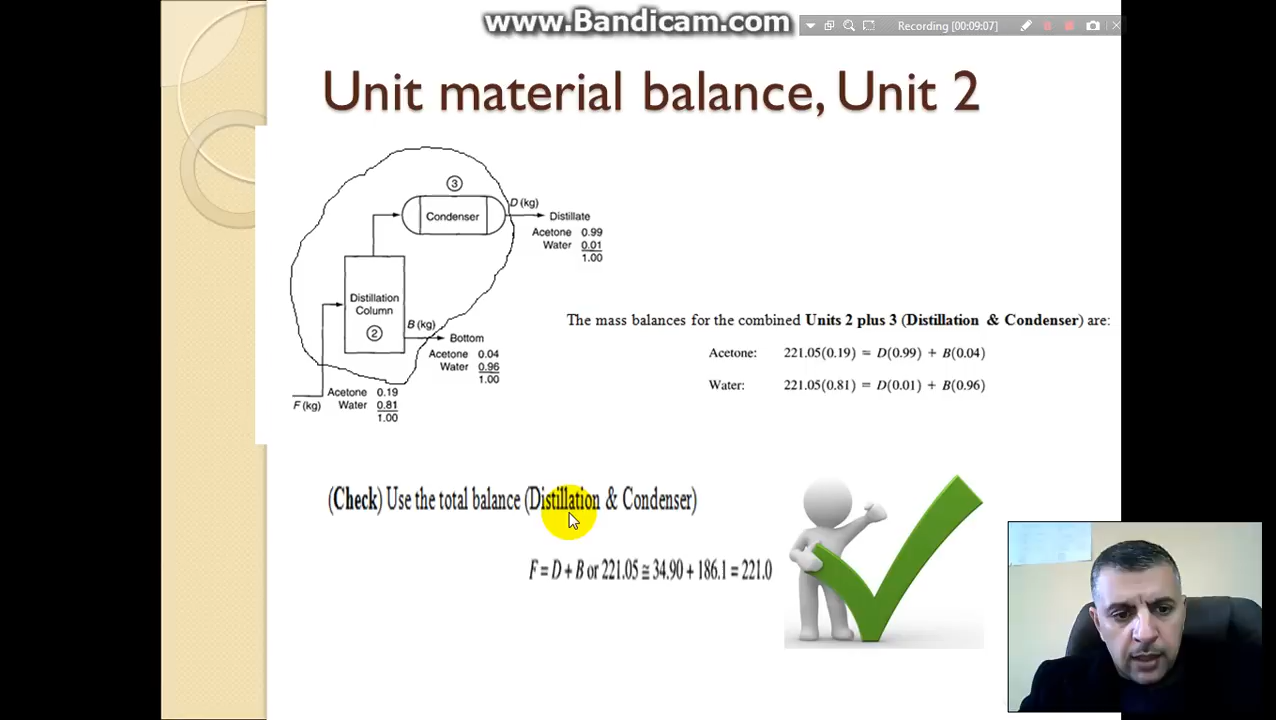 www.Bandicam.com
Recording [00:09:07]
Unit material balance, Unit 2
3
Condenser
D (kg)
Distillate
Acetone 0.99
Water 0.01
1.00
Distillation
Column
2
B (kg)
Bottom
Acetone 0.04
Water 0.96
1.00
F (kg)
Acetone 0.19
Water 0.81
1.00
The mass balances for the combined Units 2 plus 3 (Distillation & Condenser) are:
Acetone: 221.05(0.19) = D(0.99) + B(0.04)
Water: 221.05(0.81) = D(0.01) + B(0.96)
(Check) Use the total balance (Distillation & Condenser)
F = D + B or 221.05 ≅ 34.90 + 186.1 = 221.0